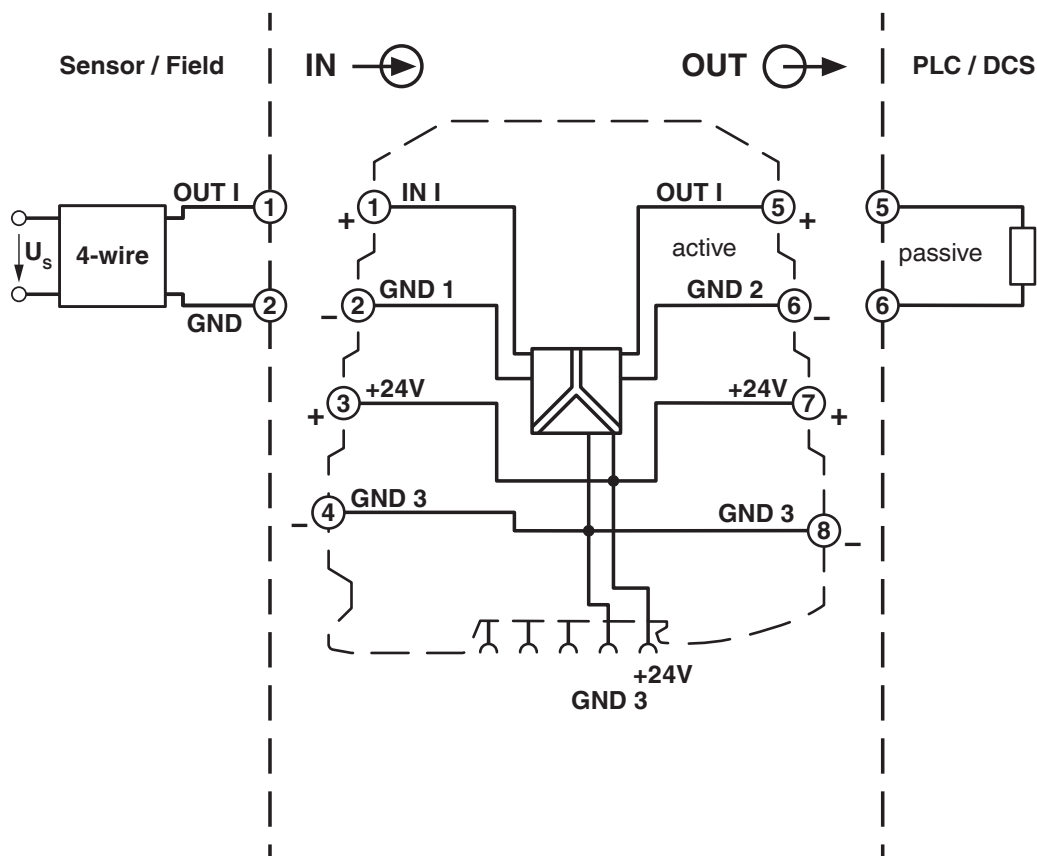 Sensor / Field
IN
OUT
PLC / DCS
OUT I
1
+ 1 IN I
OUT I 5 +
5
U_S
4-wire
active
passive
2
GND
– 2 GND 1
GND 2 6 –
6
+ 3 +24V
+24V 7 +
– 4 GND 3
GND 3 8 –
+24V
GND 3